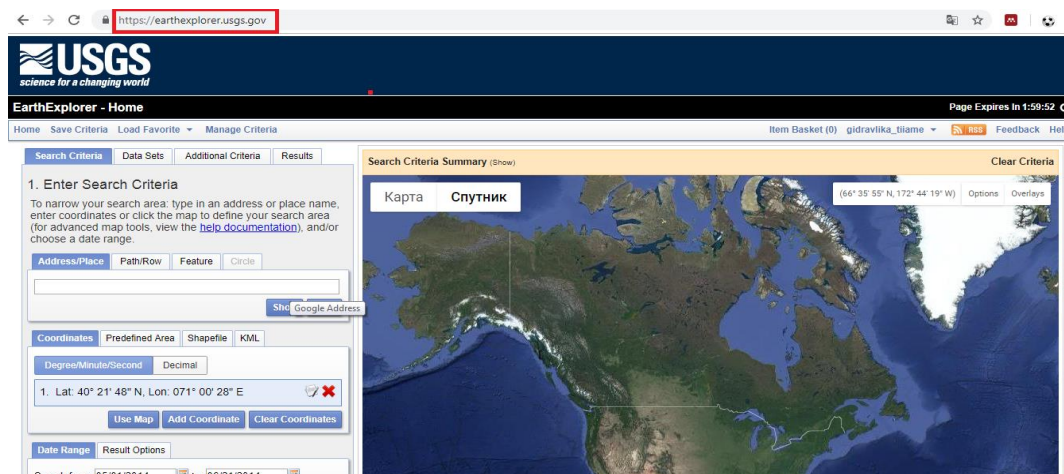 https://earthexplorer.usgs.gov
USGS
science for a changing world
EarthExplorer - Home
Page Expires In 1:59:52
Home Save Criteria Load Favorite Manage Criteria
Item Basket (0) gidravlika_tiiame RSS Feedback Hel
Search Criteria Data Sets Additional Criteria Results
Search Criteria Summary (Show)
Clear Criteria
1. Enter Search Criteria
To narrow your search area: type in an address or place name,
enter coordinates or click the map to define your search area
(for advanced map tools, view the help documentation), and/or
choose a date range.
Address/Place Path/Row Feature Circle
Sho
Google Address
Coordinates Predefined Area Shapefile KML
Degree/Minute/Second Decimal
1. Lat: 40° 21' 48" N, Lon: 071° 00' 28" E
Use Map Add Coordinate Clear Coordinates
Date Range Result Options
Карта Спутник
(66° 35' 55" N, 172° 44' 19" W) Options Overlays